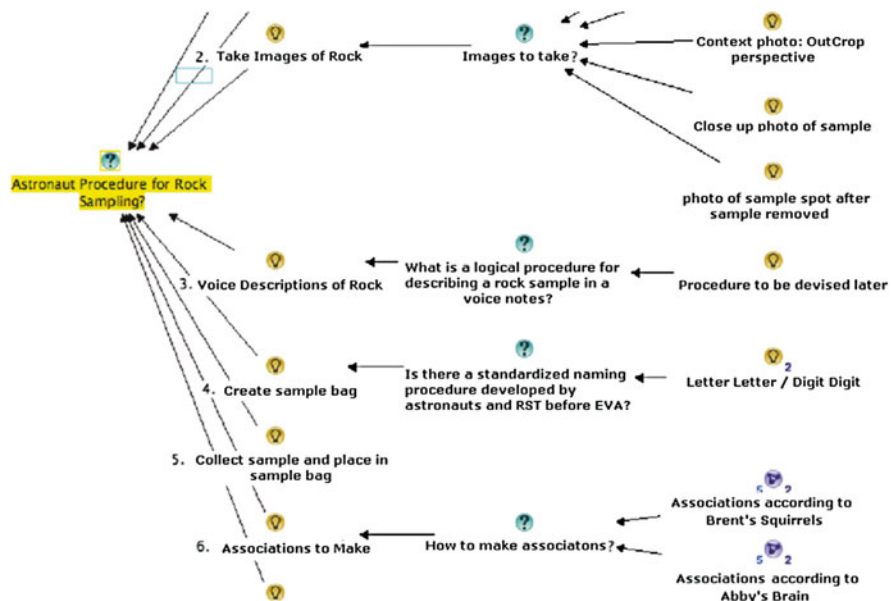 2. Take Images of Rock
Images to take?
Context photo: OutCrop
perspective
Close up photo of sample
photo of sample spot after
sample removed
Astronaut Procedure for Rock
Sampling?
3. Voice Descriptions of Rock
What is a logical procedure for
describing a rock sample in a
voice notes?
Procedure to be devised later
4. Create sample bag
Is there a standardized naming
procedure developed by
astronauts and RST before EVA?
2
Letter Letter / Digit Digit
5. Collect sample and place in
sample bag
6. Associations to Make
How to make associatons?
5 2
Associations according to
Brent's Squirrels
5 2
Associations according to
Abby's Brain